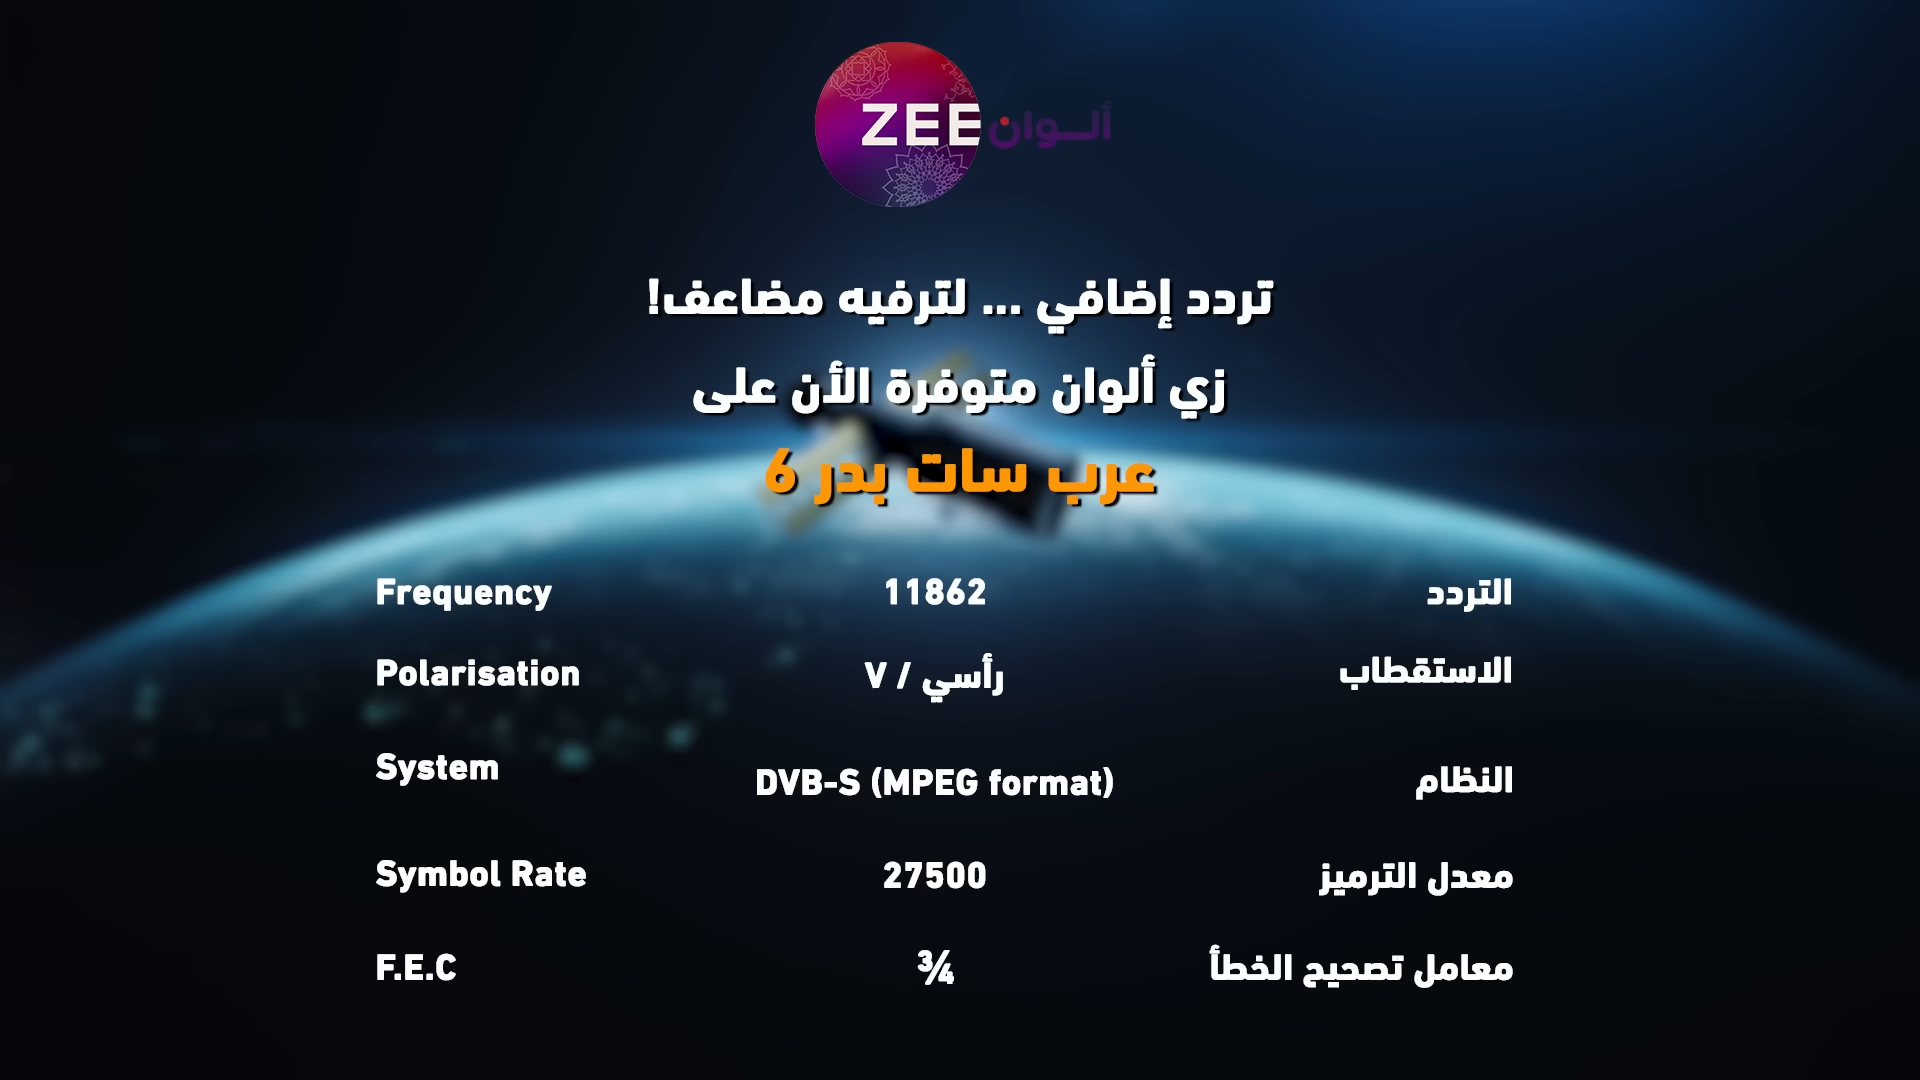 ZEE ألـوان
تردد إضافي ... لترفيه مضاعف!
زي ألوان متوفرة الأن على
عرب سات بدر 6
Frequency 11862 التردد
Polarisation رأسي / V الاستقطاب
System DVB-S (MPEG format) النظام
Symbol Rate 27500 معدل الترميز
F.E.C ¾ معامل تصحيح الخطأ